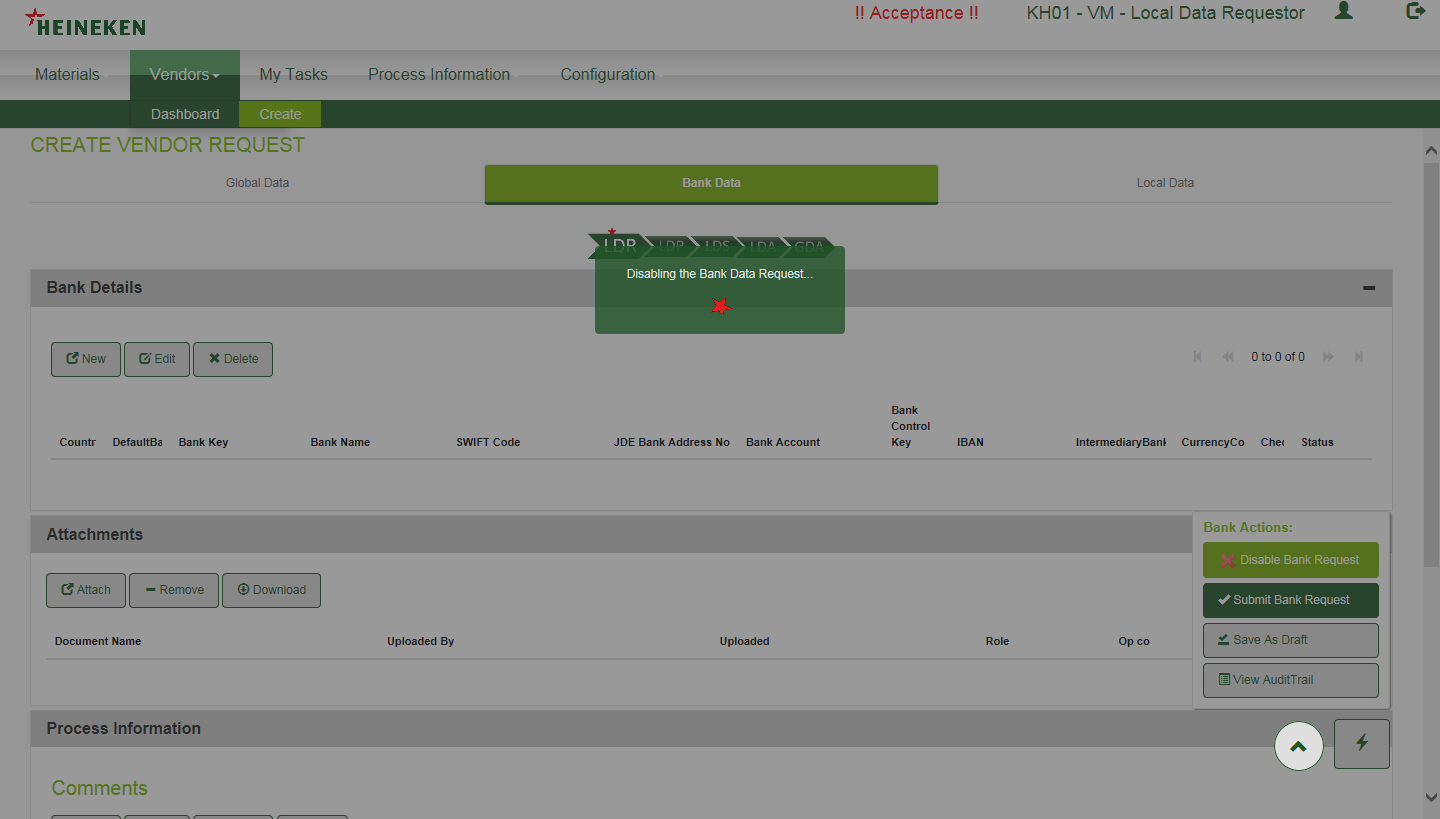 HEINEKEN
!! Acceptance !!
KH01 - VM - Local Data Requestor
Materials
Vendors
My Tasks
Process Information
Configuration
Dashboard
Create
CREATE VENDOR REQUEST
Global Data
Bank Data
Local Data
LDR
LDP
LDS
LDA
GDA
Disabling the Bank Data Request...
Bank Details
New
Edit
Delete
0 to 0 of 0
Countr
DefaultBa
Bank Key
Bank Name
SWIFT Code
JDE Bank Address No
Bank Account
Bank
Control
Key
IBAN
IntermediaryBank
CurrencyCo
Chec
Status
Attachments
Attach
Remove
Download
Document Name
Uploaded By
Uploaded
Role
Op co
Bank Actions:
Disable Bank Request
Submit Bank Request
Save As Draft
View AuditTrail
Process Information
Comments